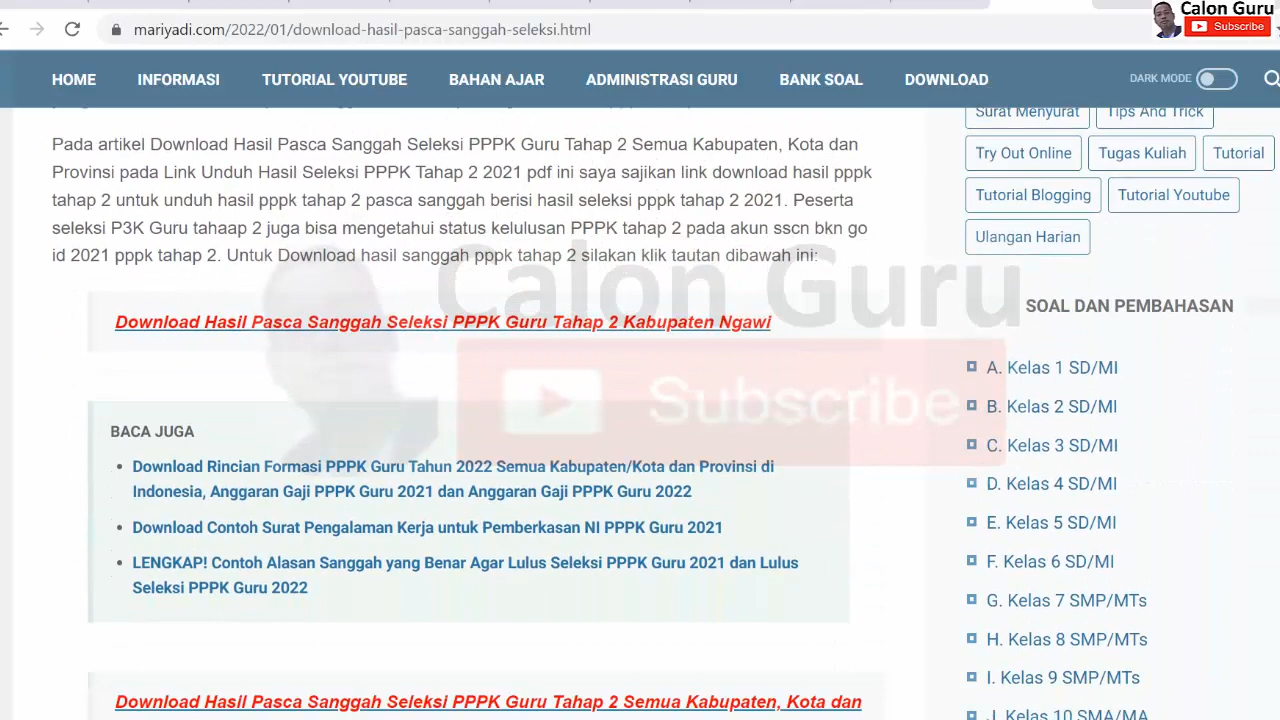 Calon Guru
Subscribe
mariyadi.com/2022/01/download-hasil-pasca-sanggah-seleksi.html
HOME INFORMASI TUTORIAL YOUTUBE BAHAN AJAR ADMINISTRASI GURU BANK SOAL DOWNLOAD DARK MODE
Pada artikel Download Hasil Pasca Sanggah Seleksi PPPK Guru Tahap 2 Semua Kabupaten, Kota dan
Provinsi pada Link Unduh Hasil Seleksi PPPK Tahap 2 2021 pdf ini saya sajikan link download hasil pppk
tahap 2 untuk unduh hasil pppk tahap 2 pasca sanggah berisi hasil seleksi pppk tahap 2 2021. Peserta
seleksi P3K Guru tahaap 2 juga bisa mengetahui status kelulusan PPPK tahap 2 pada akun sscn bkn go
id 2021 pppk tahap 2. Untuk Download hasil sanggah pppk tahap 2 silakan klik tautan dibawah ini:
Download Hasil Pasca Sanggah Seleksi PPPK Guru Tahap 2 Kabupaten Ngawi
Calon Guru
Subscribe
BACA JUGA
Download Rincian Formasi PPPK Guru Tahun 2022 Semua Kabupaten/Kota dan Provinsi di
Indonesia, Anggaran Gaji PPPK Guru 2021 dan Anggaran Gaji PPPK Guru 2022
Download Contoh Surat Pengalaman Kerja untuk Pemberkasan NI PPPK Guru 2021
LENGKAP! Contoh Alasan Sanggah yang Benar Agar Lulus Seleksi PPPK Guru 2021 dan Lulus
Seleksi PPPK Guru 2022
Download Hasil Pasca Sanggah Seleksi PPPK Guru Tahap 2 Semua Kabupaten, Kota dan
Surat Menyurat Tips And Trick
Try Out Online Tugas Kuliah Tutorial
Tutorial Blogging Tutorial Youtube
Ulangan Harian
SOAL DAN PEMBAHASAN
A. Kelas 1 SD/MI
B. Kelas 2 SD/MI
C. Kelas 3 SD/MI
D. Kelas 4 SD/MI
E. Kelas 5 SD/MI
F. Kelas 6 SD/MI
G. Kelas 7 SMP/MTs
H. Kelas 8 SMP/MTs
I. Kelas 9 SMP/MTs
J. Kelas 10 SMA/MA